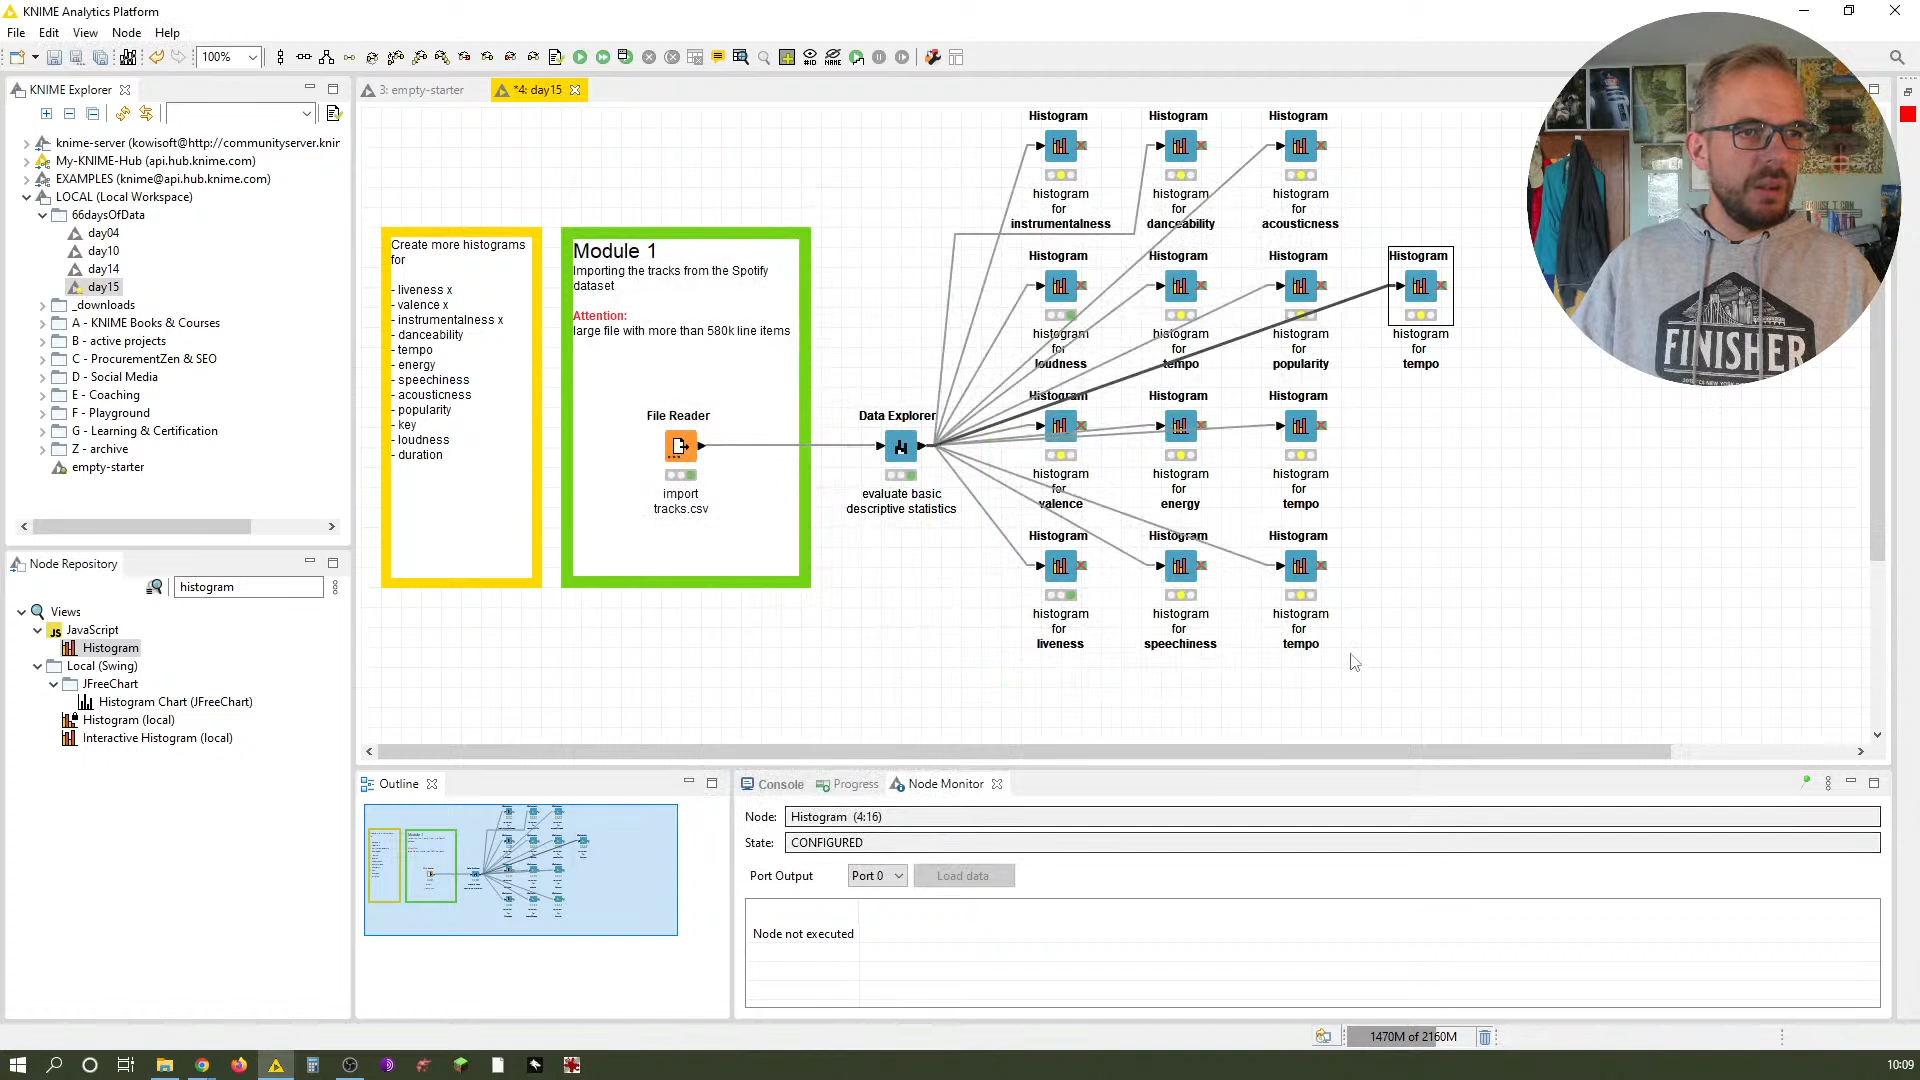 KNIME Analytics Platform
File Edit View Node Help
100%
KNIME Explorer
3: empty-starter
*4: day15
knime-server (kowisoft@http://communityserver.knir
My-KNIME-Hub (api.hub.knime.com)
EXAMPLES (knime@api.hub.knime.com)
LOCAL (Local Workspace)
66daysOfData
day04
day10
day14
day15
_downloads
A - KNIME Books & Courses
B - active projects
C - ProcurementZen & SEO
D - Social Media
E - Coaching
F - Playground
G - Learning & Certification
Z - archive
empty-starter
Node Repository
histogram
Views
JS JavaScript
Histogram
Local (Swing)
JFreeChart
Histogram Chart (JFreeChart)
Histogram (local)
Interactive Histogram (local)
Create more histograms
for
- liveness x
- valence x
- instrumentalness x
- danceability
- tempo
- energy
- speechiness
- acousticness
- popularity
- key
- loudness
- duration
Module 1
Importing the tracks from the Spotify
dataset
Attention:
large file with more than 580k line items
File Reader
import
tracks.csv
Data Explorer
evaluate basic
descriptive statistics
Histogram
histogram
for
instrumentalness
Histogram
histogram
for
danceability
Histogram
histogram
for
acousticness
Histogram
histogram
for
loudness
Histogram
histogram
for
tempo
Histogram
histogram
for
popularity
Histogram
histogram
for
tempo
Histogram
histogram
for
valence
Histogram
histogram
for
energy
Histogram
histogram
for
tempo
Histogram
histogram
for
liveness
Histogram
histogram
for
speechiness
Histogram
histogram
for
tempo
FINISHER
Outline
Console
Progress
Node Monitor
Node: Histogram (4:16)
State: CONFIGURED
Port Output Port 0 Load data
Node not executed
1470M of 2160M
10:09